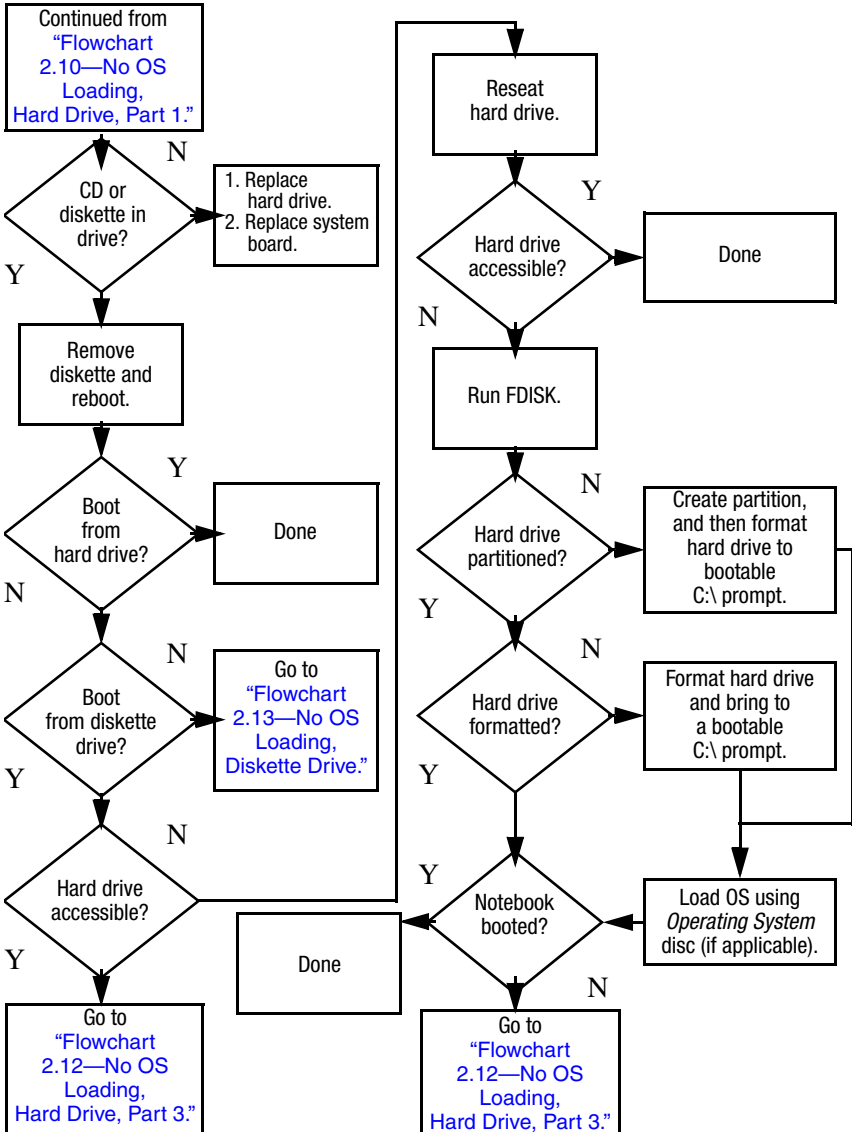 Continued from
“Flowchart
2.10—No OS
Loading,
Hard Drive, Part 1.”
N
CD or
diskette in
drive?
1. Replace
hard drive.
2. Replace system
board.
Y
Remove
diskette and
reboot.
Y
Boot
from
hard drive?
Done
N
N
Boot
from diskette
drive?
Go to
“Flowchart
2.13—No OS
Loading,
Diskette Drive.”
Y
N
Hard drive
accessible?
Y
Go to
“Flowchart
2.12—No OS
Loading,
Hard Drive, Part 3.”
Reseat
hard drive.
Y
Hard drive
accessible?
Done
N
Run FDISK.
N
Hard drive
partitioned?
Create partition,
and then format
hard drive to
bootable
C:\ prompt.
Y
N
Hard drive
formatted?
Format hard drive
and bring to
a bootable
C:\ prompt.
Y
Y
Notebook
booted?
Load OS using
Operating System
disc (if applicable).
Done
N
Go to
“Flowchart
2.12—No OS
Loading,
Hard Drive, Part 3.”